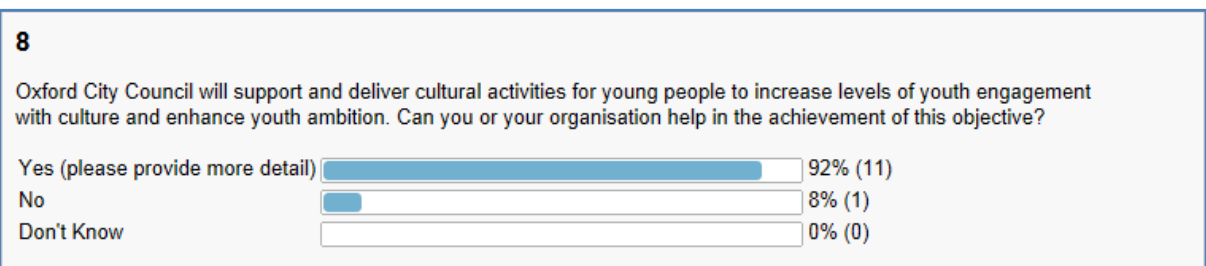 8
Oxford City Council will support and deliver cultural activities for young people to increase levels of youth engagement
with culture and enhance youth ambition. Can you or your organisation help in the achievement of this objective?
Yes (please provide more detail) 92% (11)
No 8% (1)
Don't Know 0% (0)